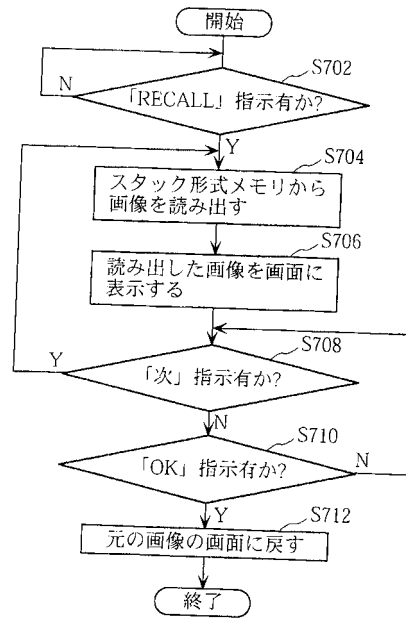 開始
S702
N
「RECALL」指示有か?
Y
S704
スタック形式メモリから
画像を読み出す
S706
読み出した画像を画面に
表示する
S708
Y
「次」指示有か?
N
S710
「OK」指示有か?
N
Y
S712
元の画像の画面に戻す
終了